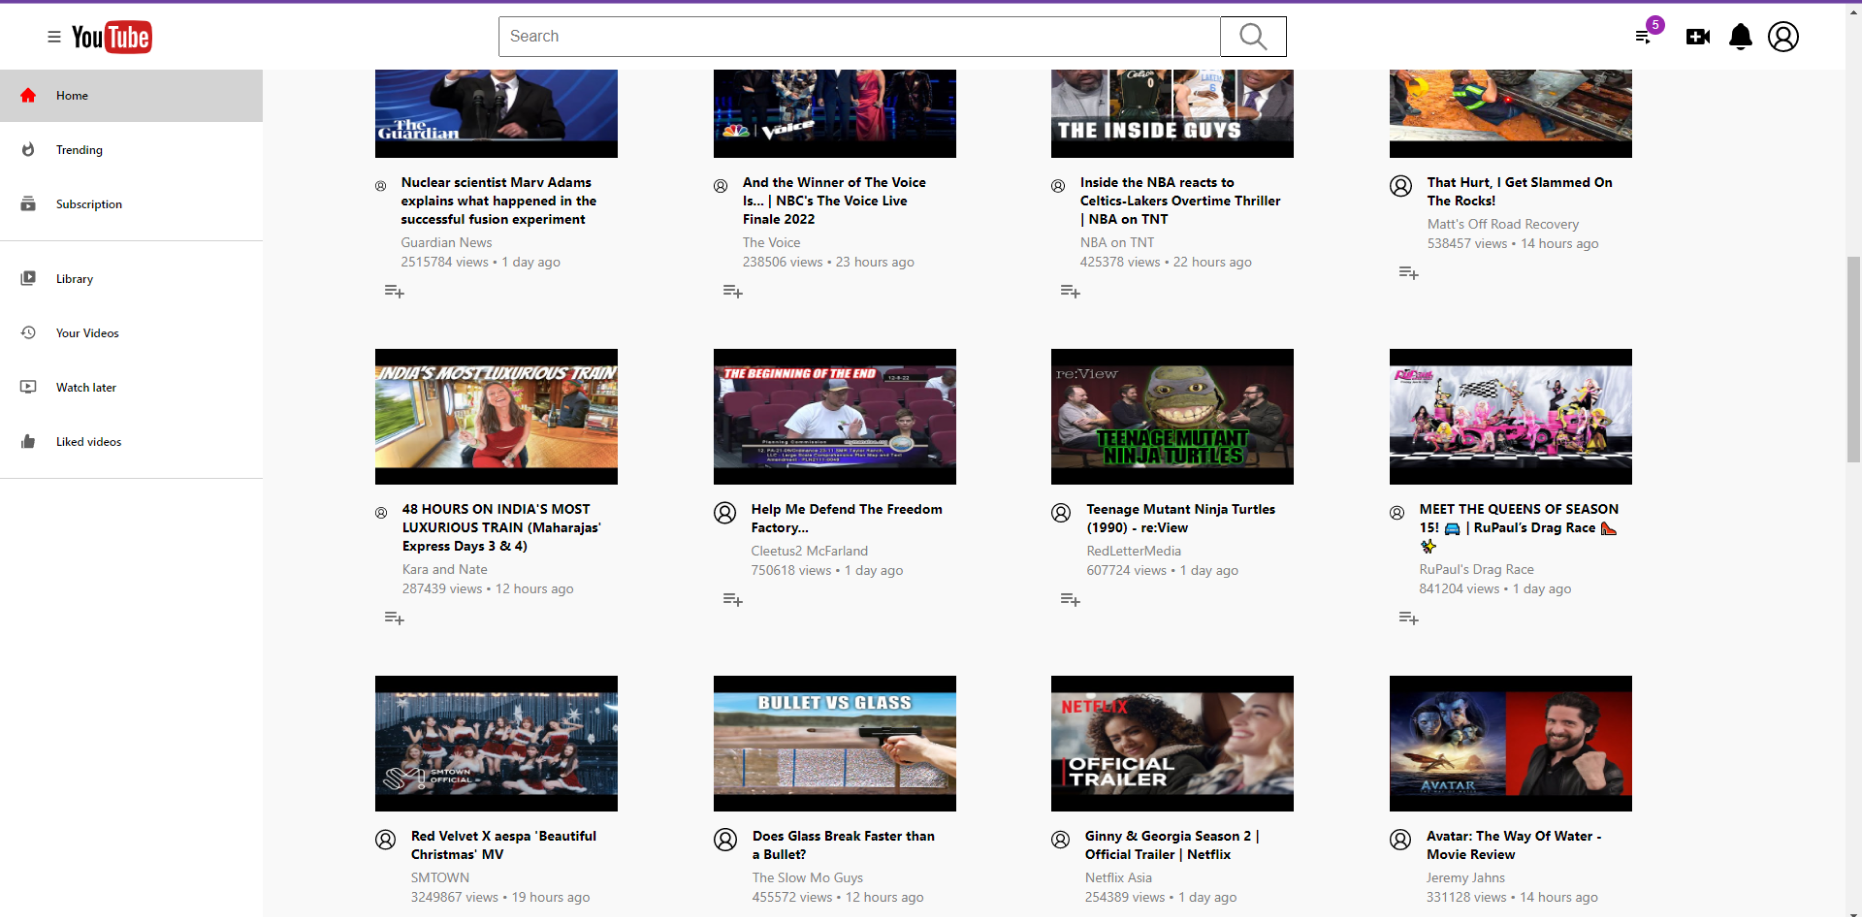 YouTube
Search
5
Home
Trending
Subscription
Library
Your Videos
Watch later
Liked videos
The
Guardian
Nuclear scientist Marv Adams
explains what happened in the
successful fusion experiment
Guardian News
2515784 views • 1 day ago
The Voice
And the Winner of The Voice
Is... | NBC's The Voice Live
Finale 2022
The Voice
238506 views • 23 hours ago
Celtics
0
LAKERS
6
THE INSIDE GUYS
Inside the NBA reacts to
Celtics-Lakers Overtime Thriller
| NBA on TNT
NBA on TNT
425378 views • 22 hours ago
That Hurt, I Get Slammed On
The Rocks!
Matt's Off Road Recovery
538457 views • 14 hours ago
INDIA'S MOST LUXURIOUS TRAIN
48 HOURS ON INDIA'S MOST
LUXURIOUS TRAIN (Maharajas'
Express Days 3 & 4)
Kara and Nate
287439 views • 12 hours ago
THE BEGINNING OF THE END
12-8-22
Planning Commission
Help Me Defend The Freedom
Factory...
Cleetus2 McFarland
750618 views • 1 day ago
re:View
TEENAGE MUTANT
NINJA TURTLES
Teenage Mutant Ninja Turtles
(1990) - re:View
RedLetterMedia
607724 views • 1 day ago
MEET THE QUEENS OF SEASON
15! 🚘 | RuPaul's Drag Race 👠
✨
RuPaul's Drag Race
841204 views • 1 day ago
SMTOWN
OFFICIAL
Red Velvet X aespa 'Beautiful
Christmas' MV
SMTOWN
3249867 views • 19 hours ago
BULLET VS GLASS
Does Glass Break Faster than
a Bullet?
The Slow Mo Guys
455572 views • 12 hours ago
NETFLIX
OFFICIAL
TRAILER
Ginny & Georgia Season 2 |
Official Trailer | Netflix
Netflix Asia
254389 views • 1 day ago
AVATAR
Avatar: The Way Of Water -
Movie Review
Jeremy Jahns
331128 views • 14 hours ago